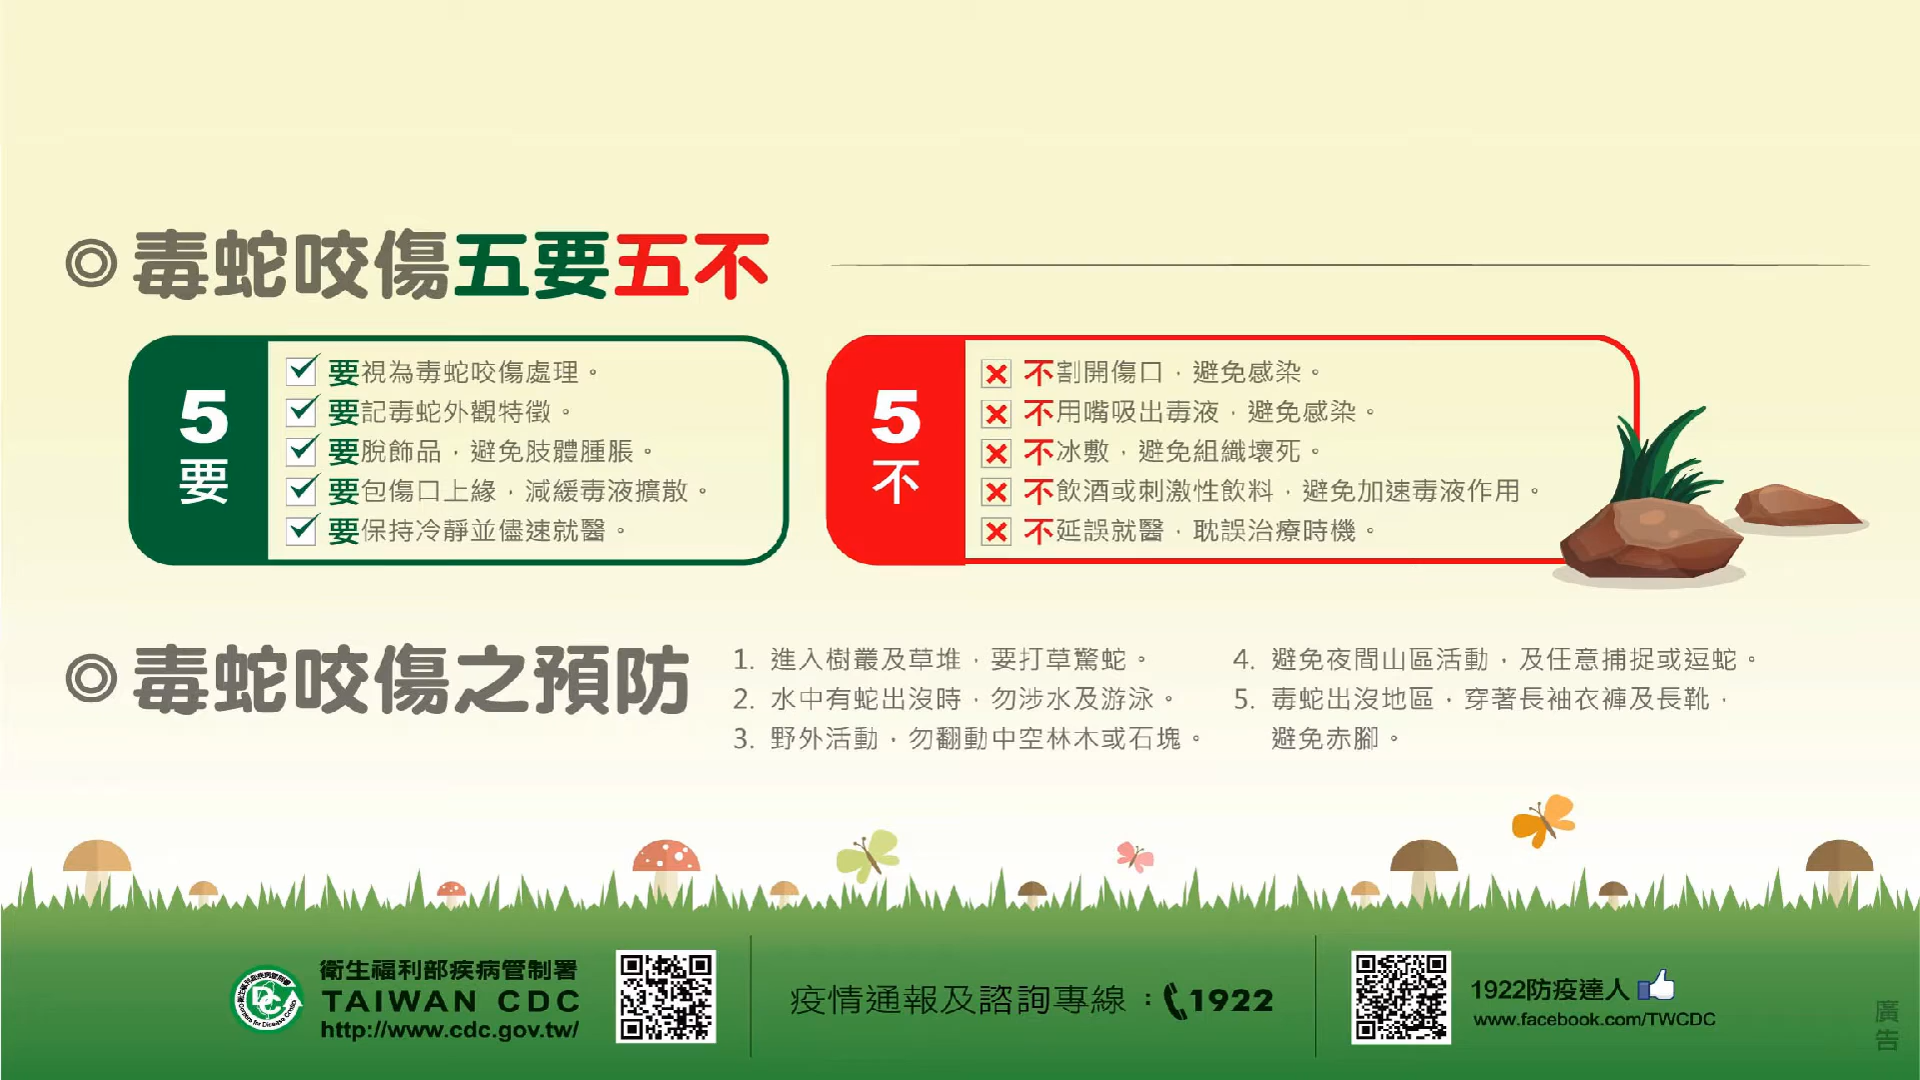 ◎毒蛇咬傷五要五不
5
要
要視為毒蛇咬傷處理。
要記毒蛇外觀特徵。
要脫飾品，避免肢體腫脹。
要包傷口上緣，減緩毒液擴散。
要保持冷靜並儘速就醫。
5
不
不割開傷口，避免感染。
不用嘴吸出毒液，避免感染。
不冰敷，避免組織壞死。
不飲酒或刺激性飲料，避免加速毒液作用。
不延誤就醫，耽誤治療時機。
◎毒蛇咬傷之預防
1. 進入樹叢及草堆，要打草驚蛇。
2. 水中有蛇出沒時，勿涉水及游泳。
3. 野外活動，勿翻動中空林木或石塊。
4. 避免夜間山區活動，及任意捕捉或逗蛇。
5. 毒蛇出沒地區，穿著長袖衣褲及長靴，
避免赤腳。
衛生福利部疾病管制署
TAIWAN CDC
http://www.cdc.gov.tw/
疫情通報及諮詢專線：1922
1922防疫達人
www.facebook.com/TWCDC
廣告